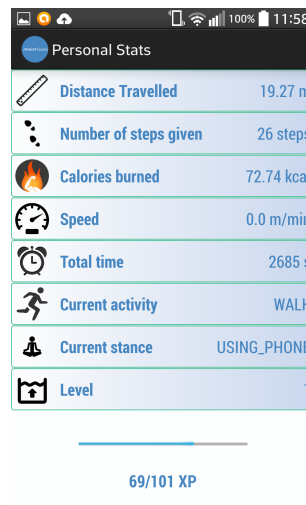 100% 11:58
Personal Stats
Distance Travelled 19.27 m
Number of steps given 26 steps
Calories burned 72.74 kca
Speed 0.0 m/min
Total time 2685 s
Current activity WALK
Current stance USING_PHONE
Level
69/101 XP